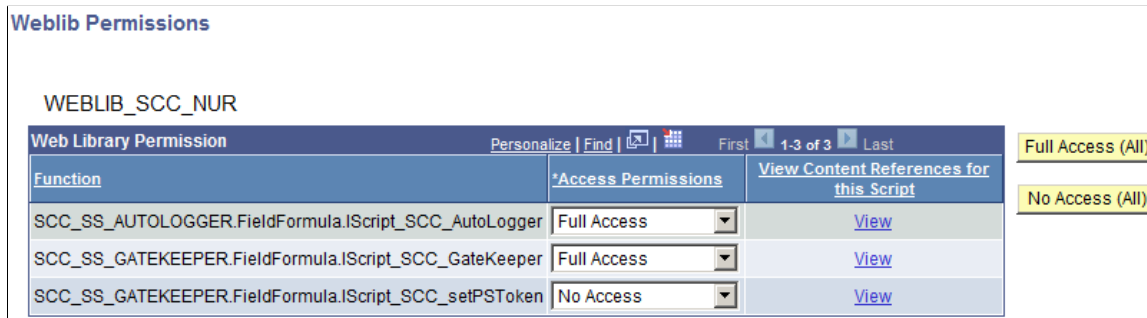 Weblib Permissions
WEBLIB_SCC_NUR
Web Library Permission Personalize | Find | | First 1-3 of 3 Last
Full Access (All)
Function *Access Permissions View Content References for
this Script
No Access (All)
SCC_SS_AUTOLOGGER.FieldFormula.IScript_SCC_AutoLogger Full Access View
SCC_SS_GATEKEEPER.FieldFormula.IScript_SCC_GateKeeper Full Access View
SCC_SS_GATEKEEPER.FieldFormula.IScript_SCC_setPSToken No Access View